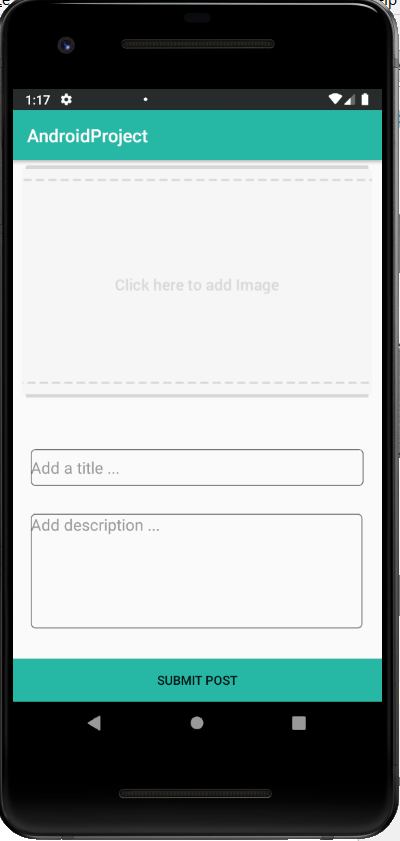 1:17
AndroidProject
Click here to add Image
Add a title ...
Add description ...
SUBMIT POST